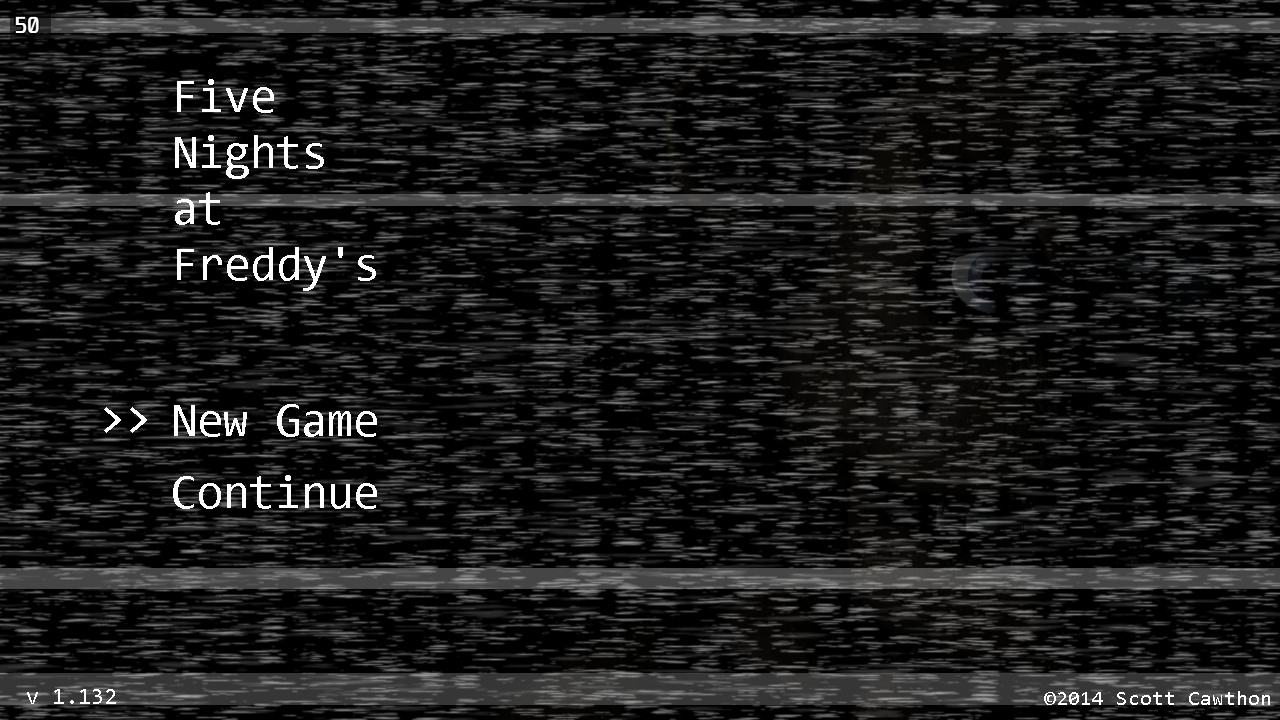 50
Five
Nights
at
Freddy's
>> New Game
Continue
v 1.132
©2014 Scott Cawthon